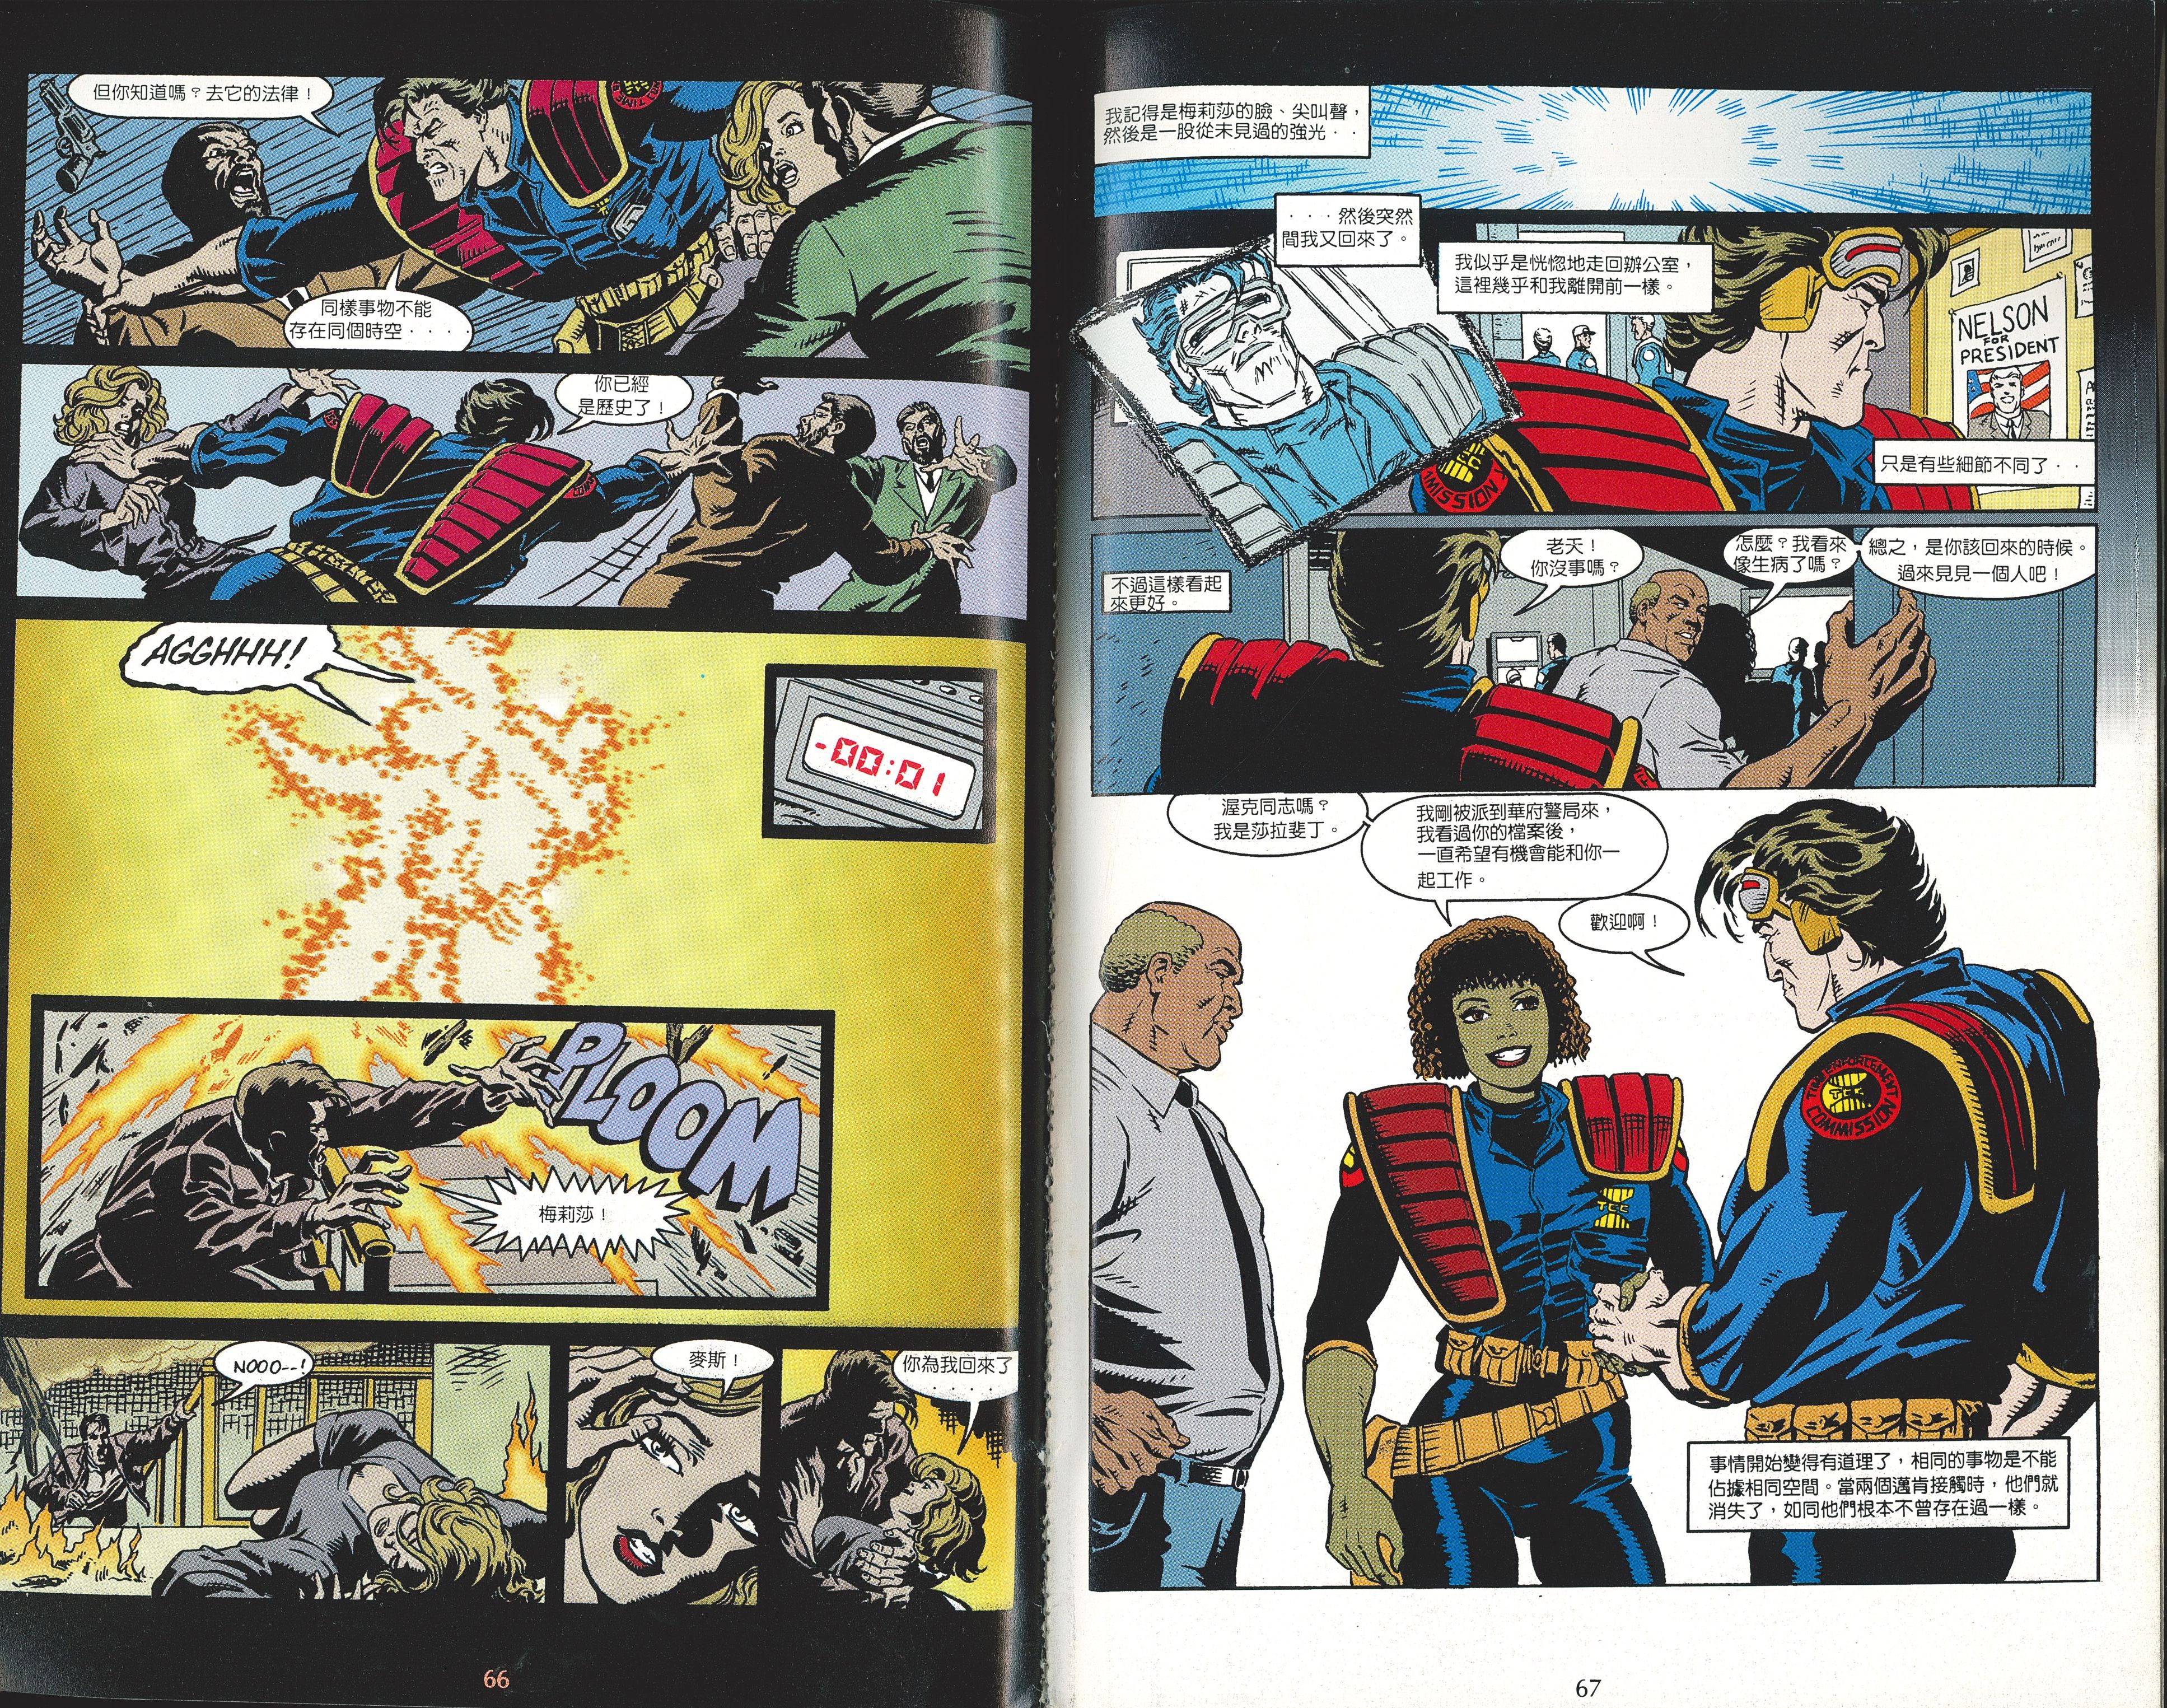 但你知道嗎？去它的法律！
同樣事物不能
存在同個時空‧‧‧‧
你已經
是歷史了！
AGGHHH!
-00:01
PLOOM
梅莉莎！
NOOO--!
麥斯！
你為我回來了
‧‧‧‧
66
我記得是梅莉莎的臉、尖叫聲，
然後是一股從未見過的強光‧‧
‧‧‧然後突然
間我又回來了。
我似乎是恍惚地走回辦公室，
這裡幾乎和我離開前一樣。
NELSON
FOR
PRESIDENT
TEC
MMISSION
只是有些細節不同了‧‧
不過這樣看起
來更好。
老天！
你沒事嗎？
怎麼？我看來
像生病了嗎？
總之，是你該回來的時候。
過來見見一個人吧！
渥克同志嗎？
我是莎拉斐丁。
我剛被派到華府警局來，
我看過你的檔案後，
一直希望有機會能和你一
起工作。
歡迎啊！
TIME ENFORCEMENT
TEC
COMMISSION
TEC
事情開始變得有道理了，相同的事物是不能
佔據相同空間。當兩個邁肯接觸時，他們就
消失了，如同他們根本不曾存在過一樣。
67